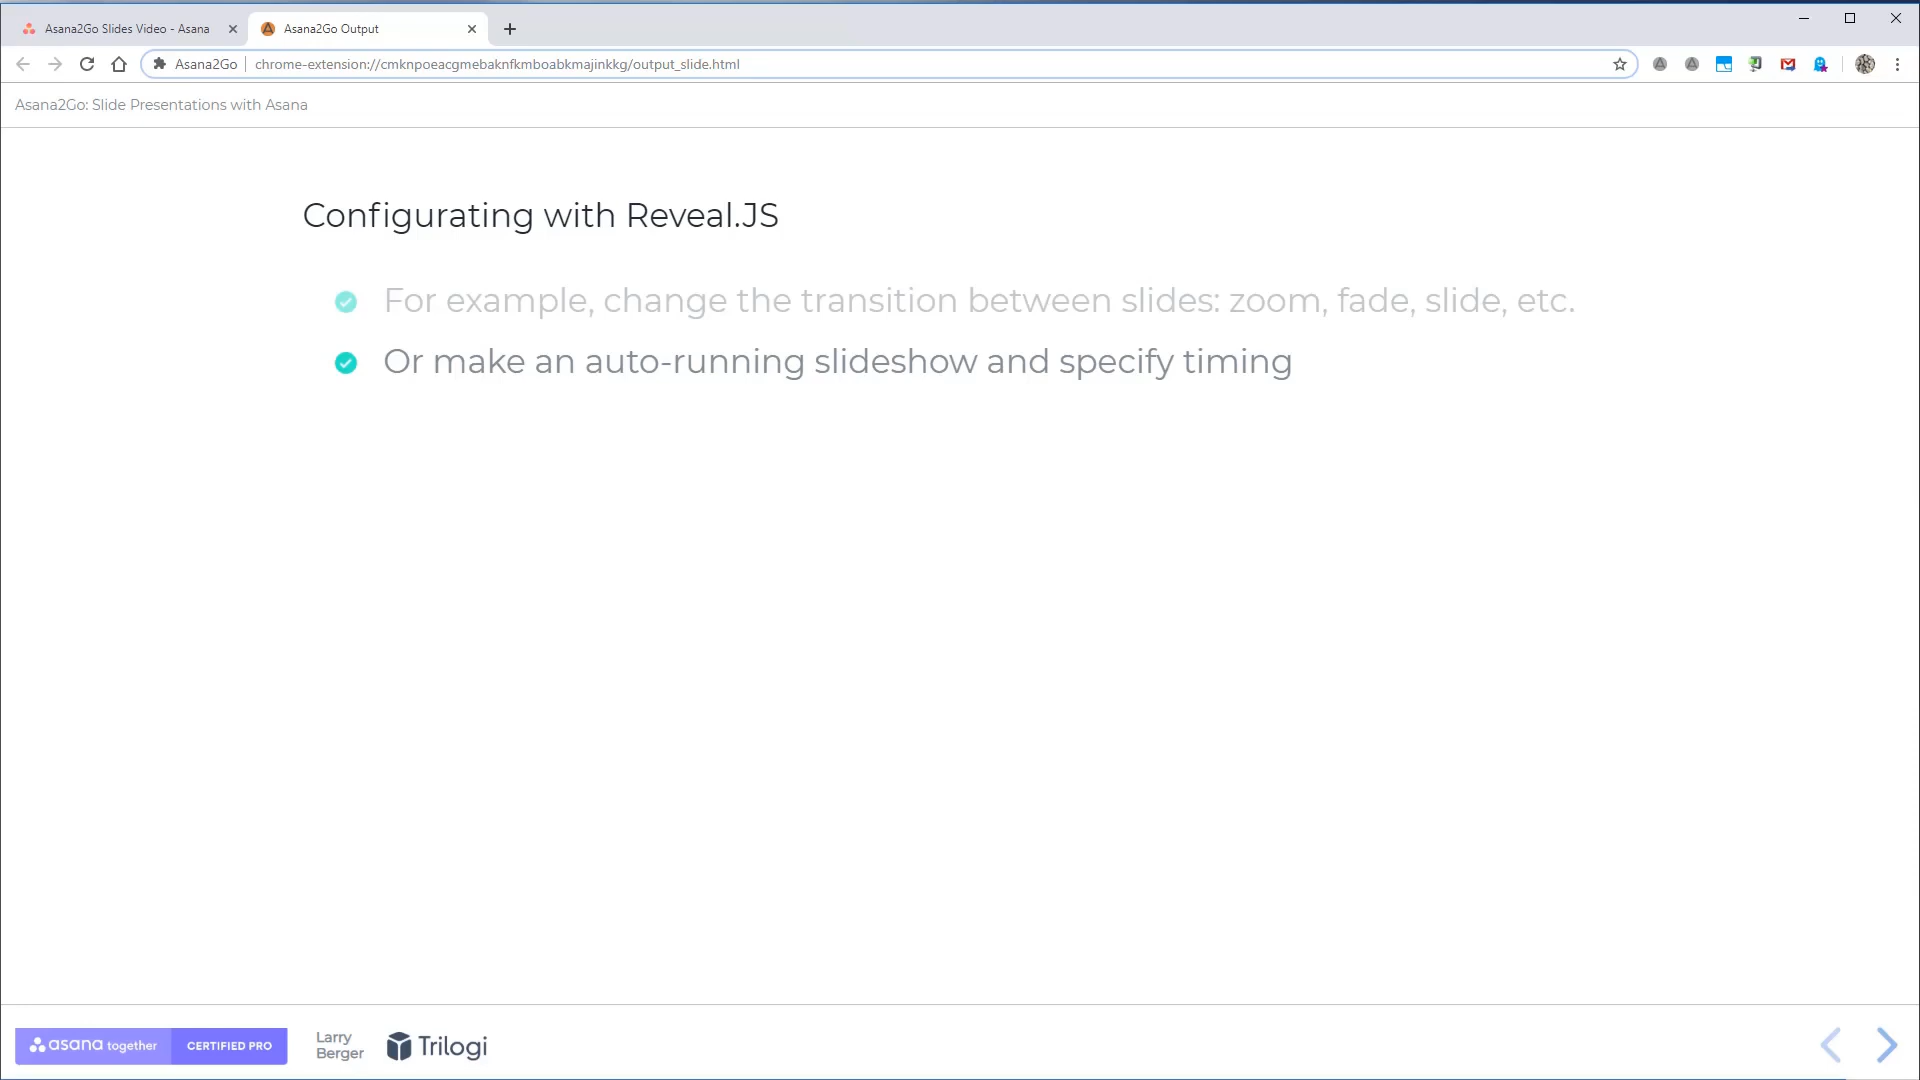 Asana2Go Slides Video - Asana
Asana2Go Output
Asana2Go
chrome-extension://cmknpoeacgmebaknfkmboabkmajinkkg/output_slide.html
Asana2Go: Slide Presentations with Asana
Configurating with Reveal.JS
For example, change the transition between slides: zoom, fade, slide, etc.
Or make an auto-running slideshow and specify timing
asana together CERTIFIED PRO
Larry
Berger
Trilogi